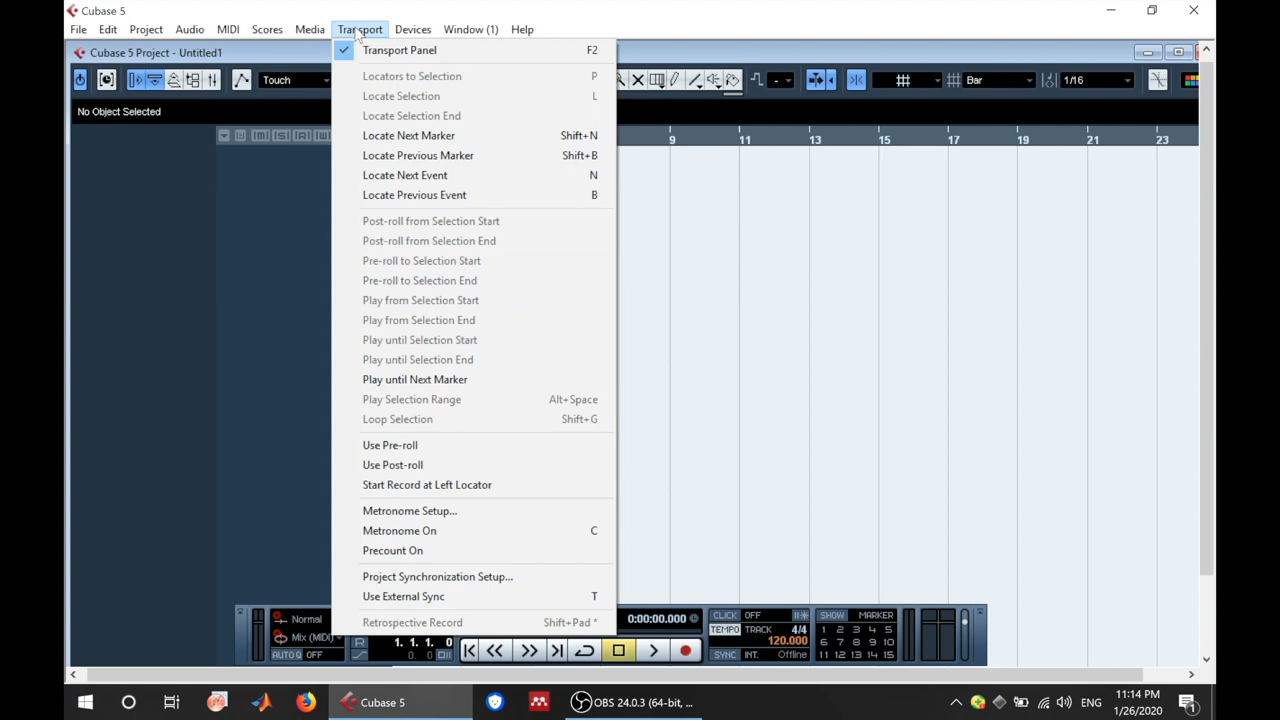 Cubase 5
File Edit Project Audio MIDI Scores Media Transport Devices Window (1) Help
Cubase 5 Project - Untitled1
Touch
- Bar 1/16
No Object Selected
9 11 13 15 17 19 23
Transport Panel F2
Locators to Selection P
Locate Selection L
Locate Selection End
Locate Next Marker Shift+N
Locate Previous Marker Shift+B
Locate Next Event N
Locate Previous Event B
Post-roll from Selection Start
Post-roll from Selection End
Pre-roll to Selection Start
Pre-roll to Selection End
Play from Selection Start
Play from Selection End
Play until Selection Start
Play until Selection End
Play until Next Marker
Play Selection Range Alt+Space
Loop Selection Shift+G
Use Pre-roll
Use Post-roll
Start Record at Left Locator
Metronome Setup...
Metronome On C
Precount On
Project Synchronization Setup...
Use External Sync T
Retrospective Record Shift+Pad *
Normal
Mix (MIDI)
AUTO Q OFF
R 1. 1. 1. 0
0. 0
0:00:00.000
CLICK OFF
TEMPO TRACK 4/4
120.000
SYNC INT. Offline
SHOW MARKER
1 2 3 4 5
6 7 8 9 10
11 12 13 14 15
Cubase 5
OBS 24.0.3 (64-bit, ...
ENG
11:14 PM
1/26/2020
1